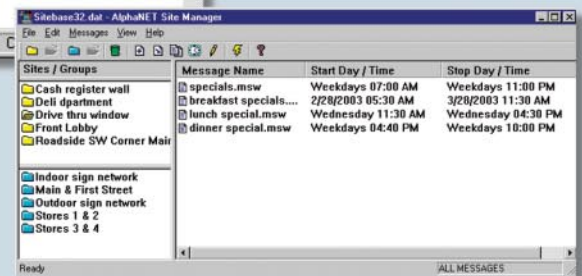 Sitebase32.dat - AlphaNET Site Manager
File Edit Messages View Help
Sites / Groups
Cash register wall
Deli dpartment
Drive thru window
Front Lobby
Roadside SW Corner Mair
Indoor sign network
Main & First Street
Outdoor sign network
Stores 1 & 2
Stores 3 & 4
Message Name Start Day / Time Stop Day / Time
specials.msw Weekdays 07:00 AM Weekdays 11:00 PM
breakfast specials.... 2/28/2003 05:30 AM 3/28/2003 11:30 AM
lunch special.msw Wednesday 11:30 AM Wednesday 04:30 PM
dinner special.msw Weekdays 04:40 PM Weekdays 10:00 PM
Ready ALL MESSAGES